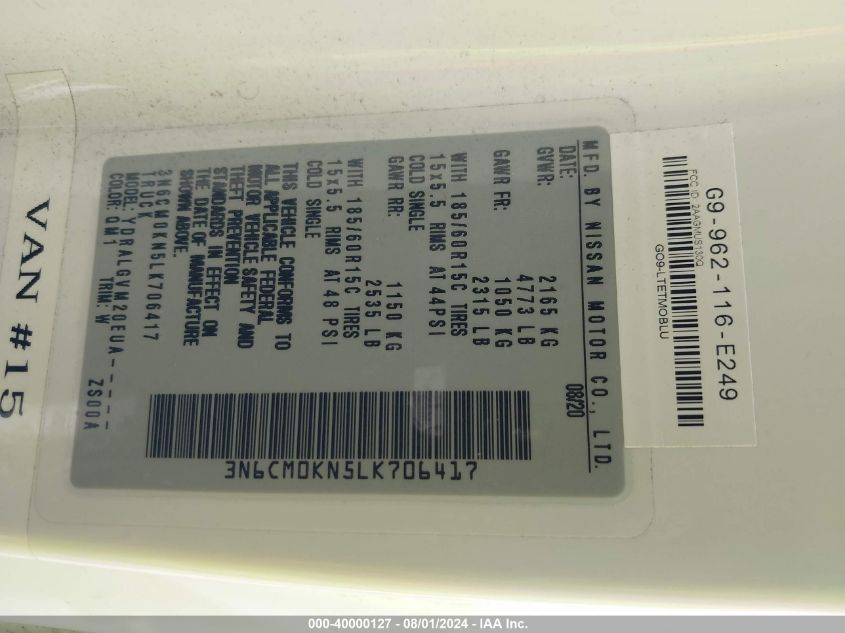 VAN #15
MFD. BY NISSAN MOTOR CO., LTD.
DATE: 08/20
GVWR: 2165 KG
4773 LB
GAWR FR: 1050 KG
2315 LB
WITH 185/60R15C TIRES
15x5.5 RIMS AT 44PSI
COLD SINGLE
GAWR RR: 1150 KG
2535 LB
WITH 185/60R15C TIRES
15x5.5 RIMS AT 48 PSI
COLD SINGLE
THIS VEHICLE CONFORMS TO
ALL APPLICABLE FEDERAL
MOTOR VEHICLE SAFETY AND
THEFT PREVENTION
STANDARDS IN EFFECT ON
THE DATE OF MANUFACTURE
SHOWN ABOVE.
3N6CM0KN5LK706417
TRUCK
MODEL: YDRALGVM20EUA-----
COLOR: QM1 TRIM: W ZS00A
3N6CM0KN5LK706417
G9-962-116-E249
FCC ID: 2AAGMUS130Q
GO9-LTETMOBLU
000-40000127 - 08/01/2024 - IAA Inc.